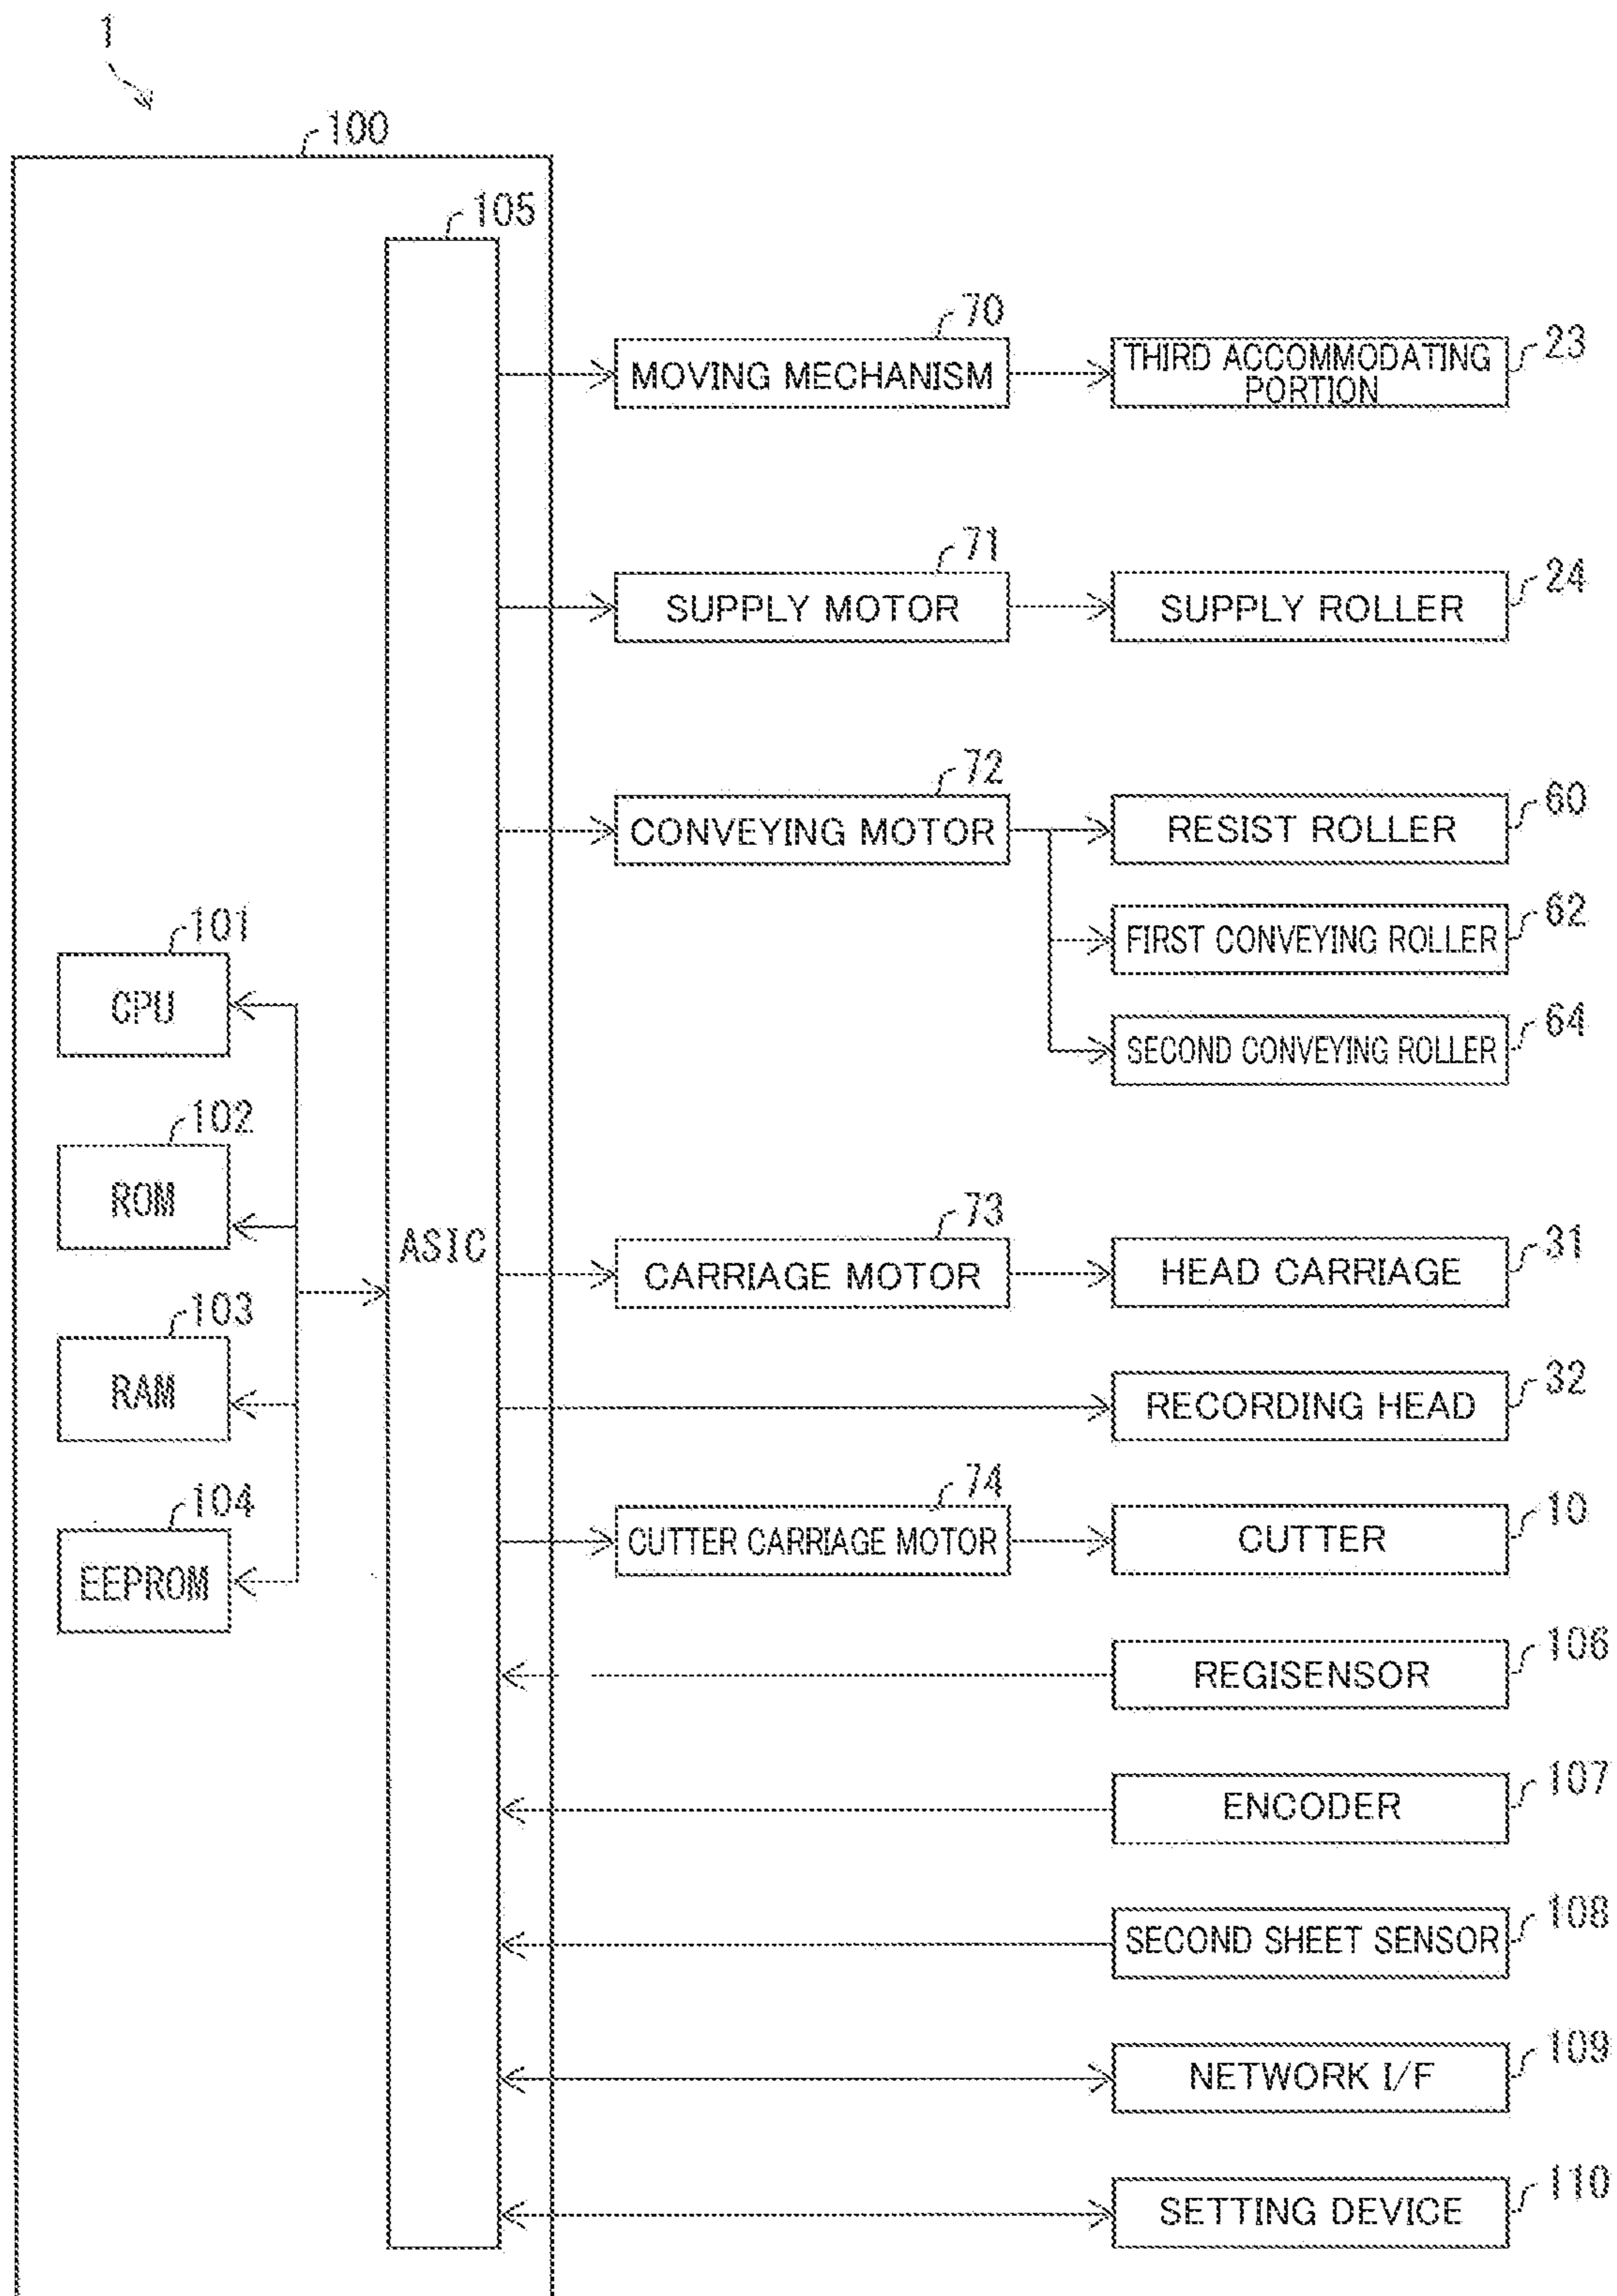 1
100
105
70
MOVING MECHANISM
THIRD ACCOMMODATING
PORTION
23
71
SUPPLY MOTOR
SUPPLY ROLLER
24
72
CONVEYING MOTOR
RESIST ROLLER
60
FIRST CONVEYING ROLLER
62
SECOND CONVEYING ROLLER
64
101
CPU
102
ROM
103
RAM
104
EEPROM
ASIC
73
CARRIAGE MOTOR
HEAD CARRIAGE
31
RECORDING HEAD
32
74
CUTTER CARRIAGE MOTOR
CUTTER
10
REGISENSOR
106
ENCODER
107
SECOND SHEET SENSOR
108
NETWORK I/F
109
SETTING DEVICE
110